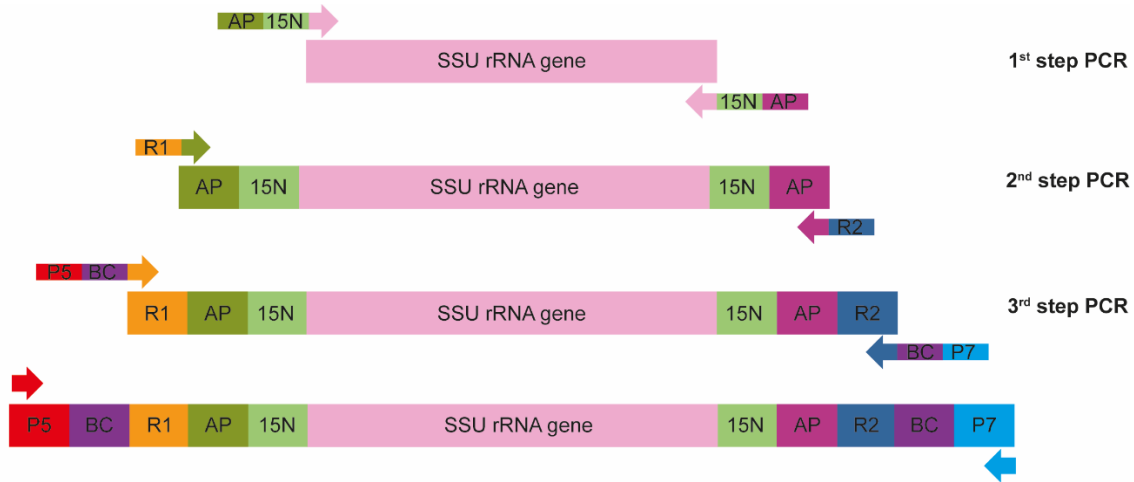 AP 15N
SSU rRNA gene
1st step PCR
15N AP
R1
AP 15N SSU rRNA gene 15N AP
2nd step PCR
R2
P5 BC
R1 AP 15N SSU rRNA gene 15N AP R2
3rd step PCR
BC P7
P5 BC R1 AP 15N SSU rRNA gene 15N AP R2 BC P7